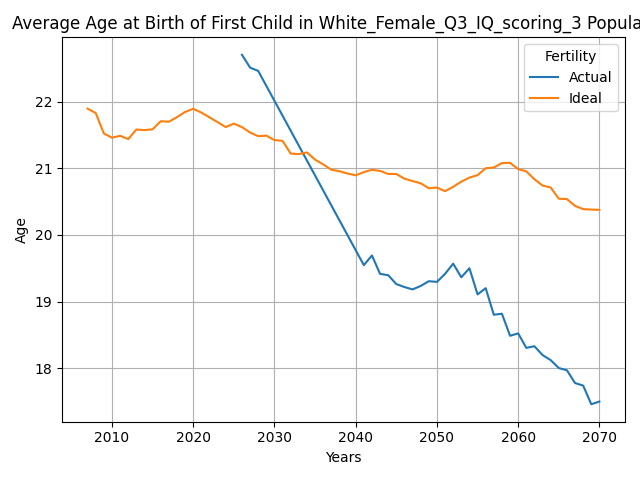 Average Age at Birth of First Child in White_Female_Q3_IQ_scoring_3 Popula
Fertility
Actual
Ideal
22
21
20
19
18
Age
2010 2020 2030 2040 2050 2060 2070
Years